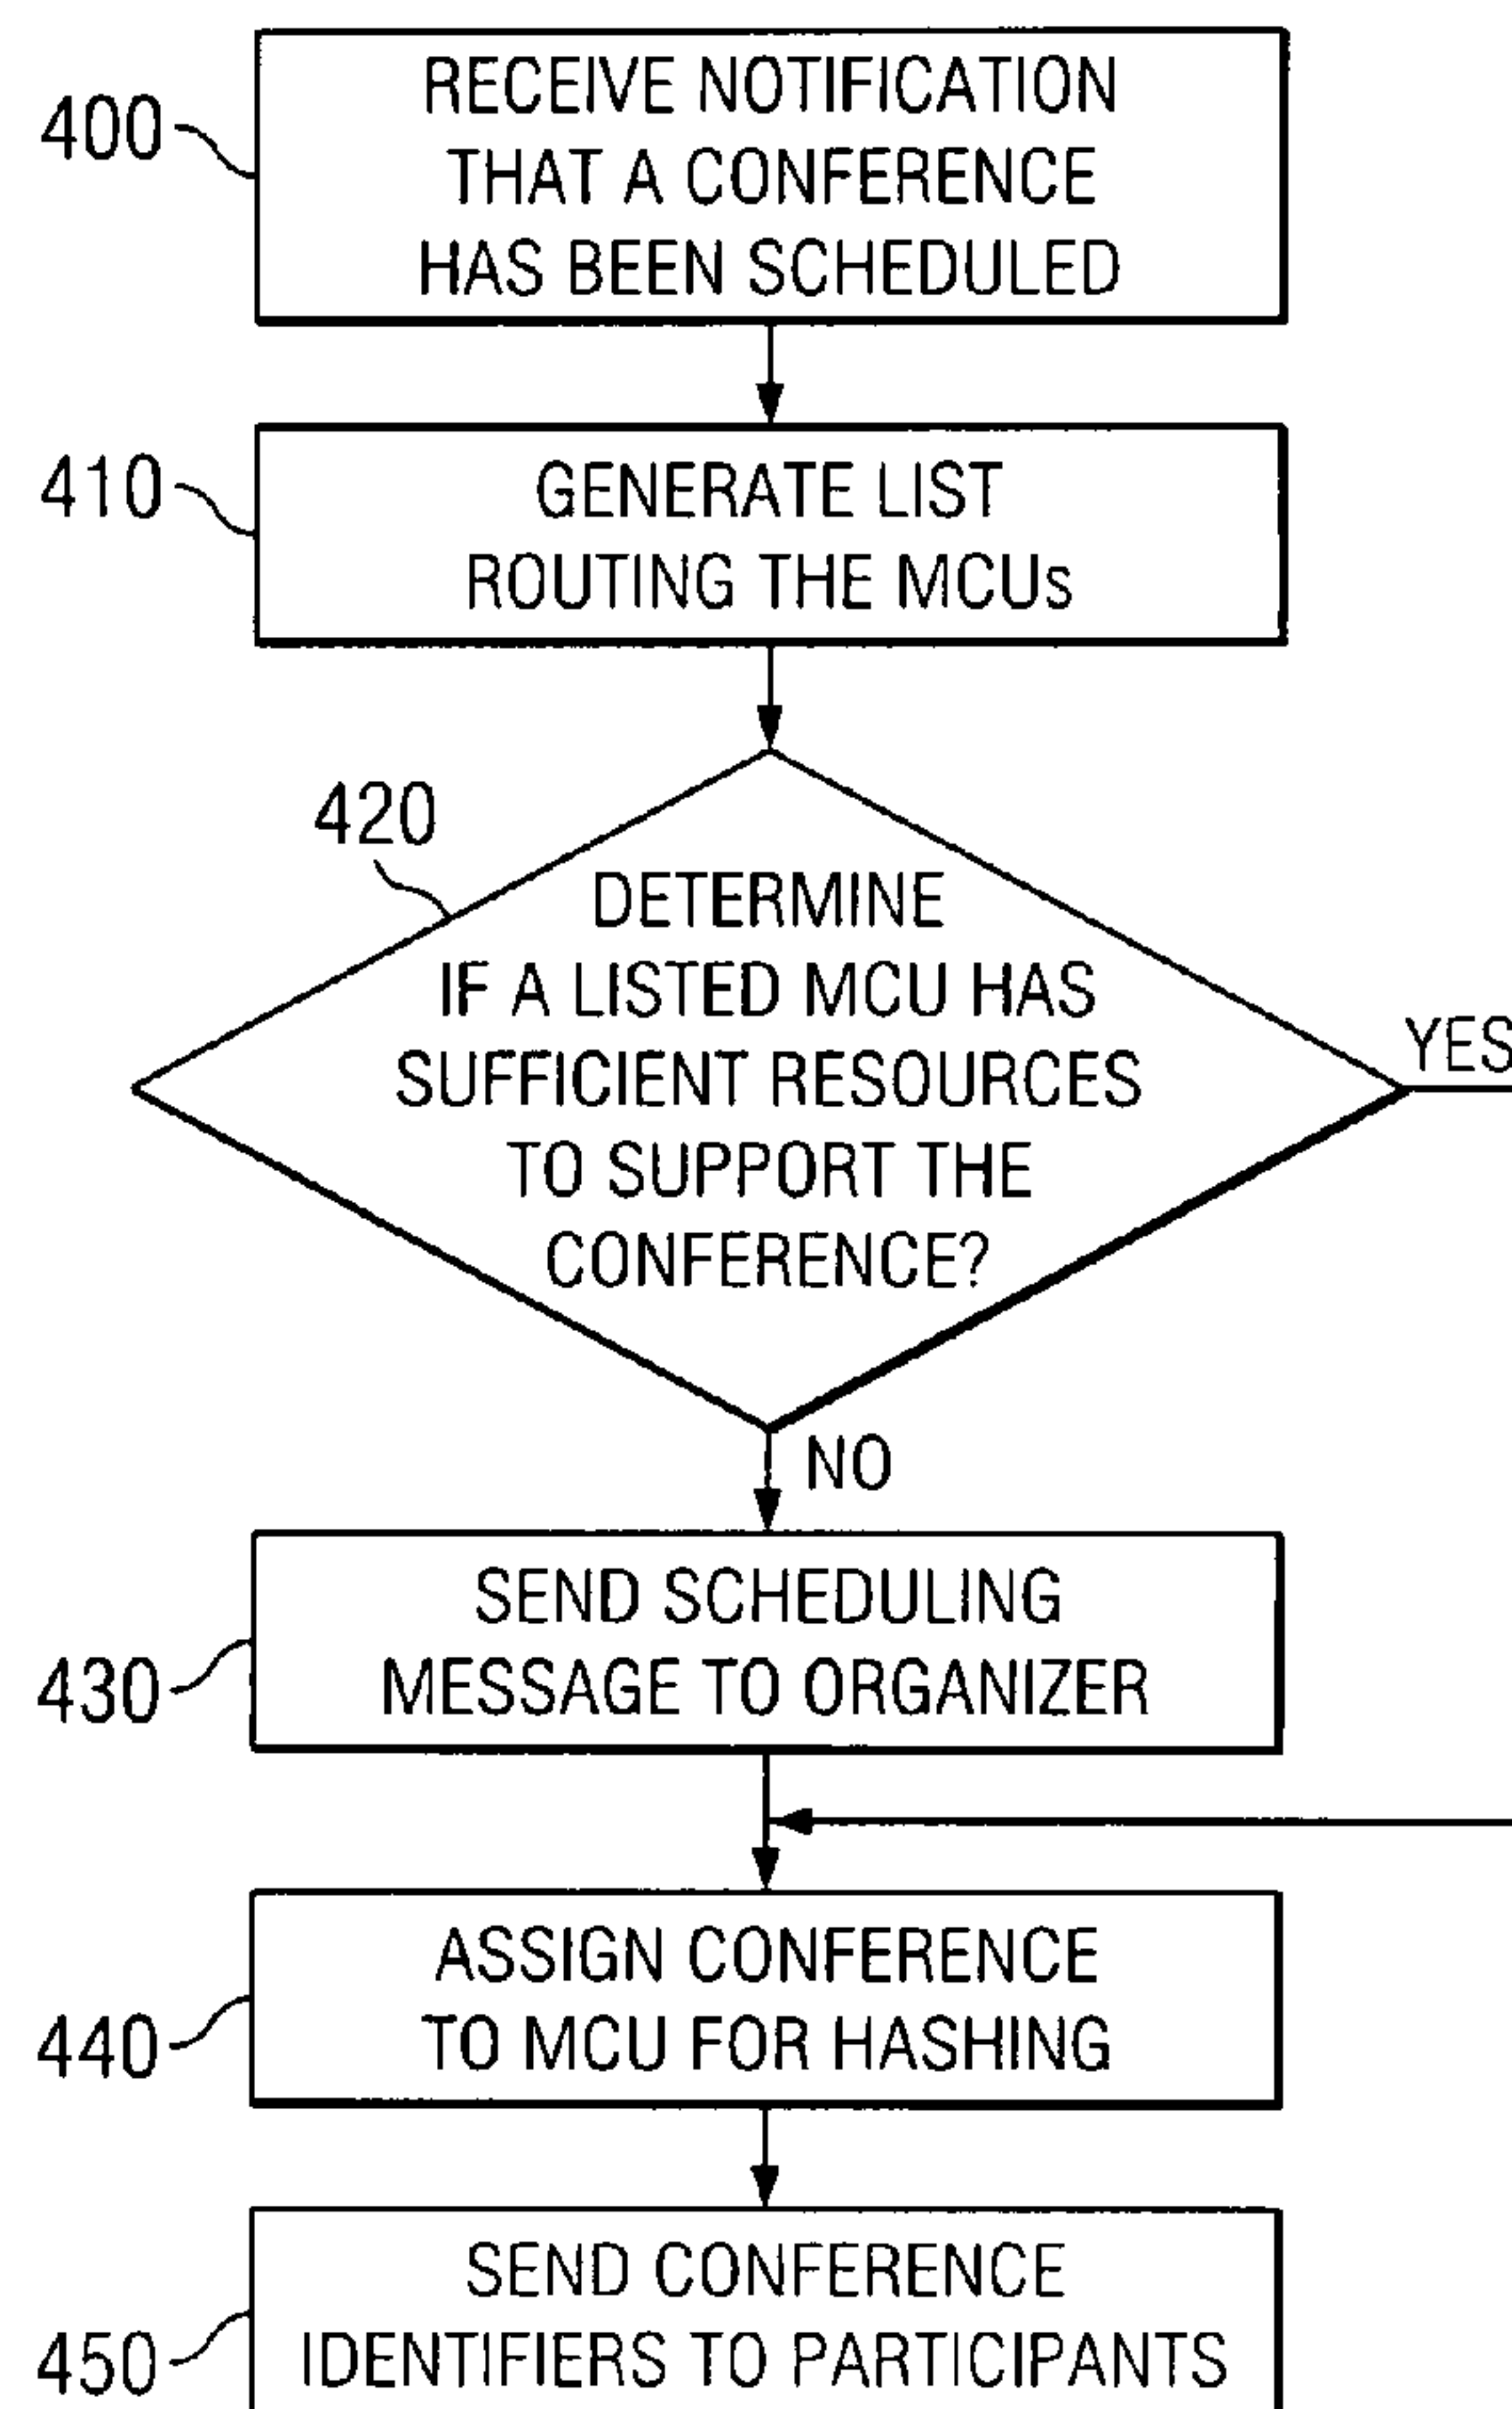 400
RECEIVE NOTIFICATION
THAT A CONFERENCE
HAS BEEN SCHEDULED
410
GENERATE LIST
ROUTING THE MCUs
420
DETERMINE
IF A LISTED MCU HAS
SUFFICIENT RESOURCES
TO SUPPORT THE
CONFERENCE?
YES
NO
430
SEND SCHEDULING
MESSAGE TO ORGANIZER
440
ASSIGN CONFERENCE
TO MCU FOR HASHING
450
SEND CONFERENCE
IDENTIFIERS TO PARTICIPANTS